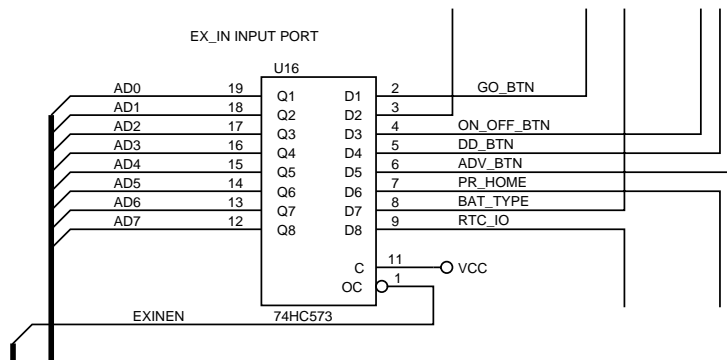 EX_IN INPUT PORT
U16
AD0 19 Q1 D1 2 GO_BTN
AD1 18 Q2 D2 3
AD2 17 Q3 D3 4 ON_OFF_BTN
AD3 16 Q4 D4 5 DD_BTN
AD4 15 Q5 D5 6 ADV_BTN
AD5 14 Q6 D6 7 PR_HOME
AD6 13 Q7 D7 8 BAT_TYPE
AD7 12 Q8 D8 9 RTC_IO
C 11 VCC
OC 1
EXINEN 74HC573